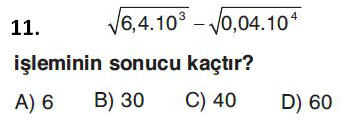 11. √6,4.10³ – √0,04.10⁴
işleminin sonucu kaçtır?
A) 6 B) 30 C) 40 D) 60